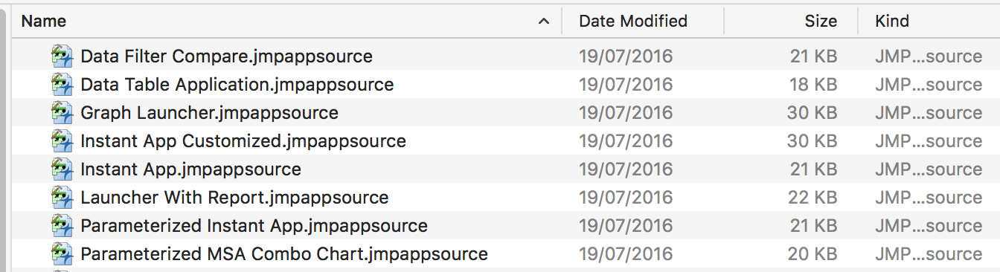 Name Date Modified Size Kind
Data Filter Compare.jmpappsource 19/07/2016 21 KB JMP...source
Data Table Application.jmpappsource 19/07/2016 18 KB JMP...source
Graph Launcher.jmpappsource 19/07/2016 30 KB JMP...source
Instant App Customized.jmpappsource 19/07/2016 30 KB JMP...source
Instant App.jmpappsource 19/07/2016 21 KB JMP...source
Launcher With Report.jmpappsource 19/07/2016 22 KB JMP...source
Parameterized Instant App.jmpappsource 19/07/2016 21 KB JMP...source
Parameterized MSA Combo Chart.jmpappsource 19/07/2016 20 KB JMP...source